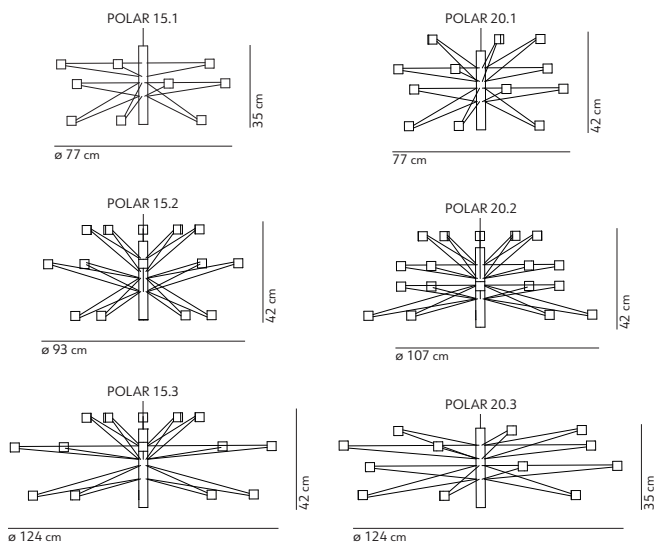 POLAR 15.1
35 cm
ø 77 cm
POLAR 20.1
42 cm
77 cm
POLAR 15.2
42 cm
ø 93 cm
POLAR 20.2
42 cm
ø 107 cm
POLAR 15.3
42 cm
ø 124 cm
POLAR 20.3
35 cm
ø 124 cm